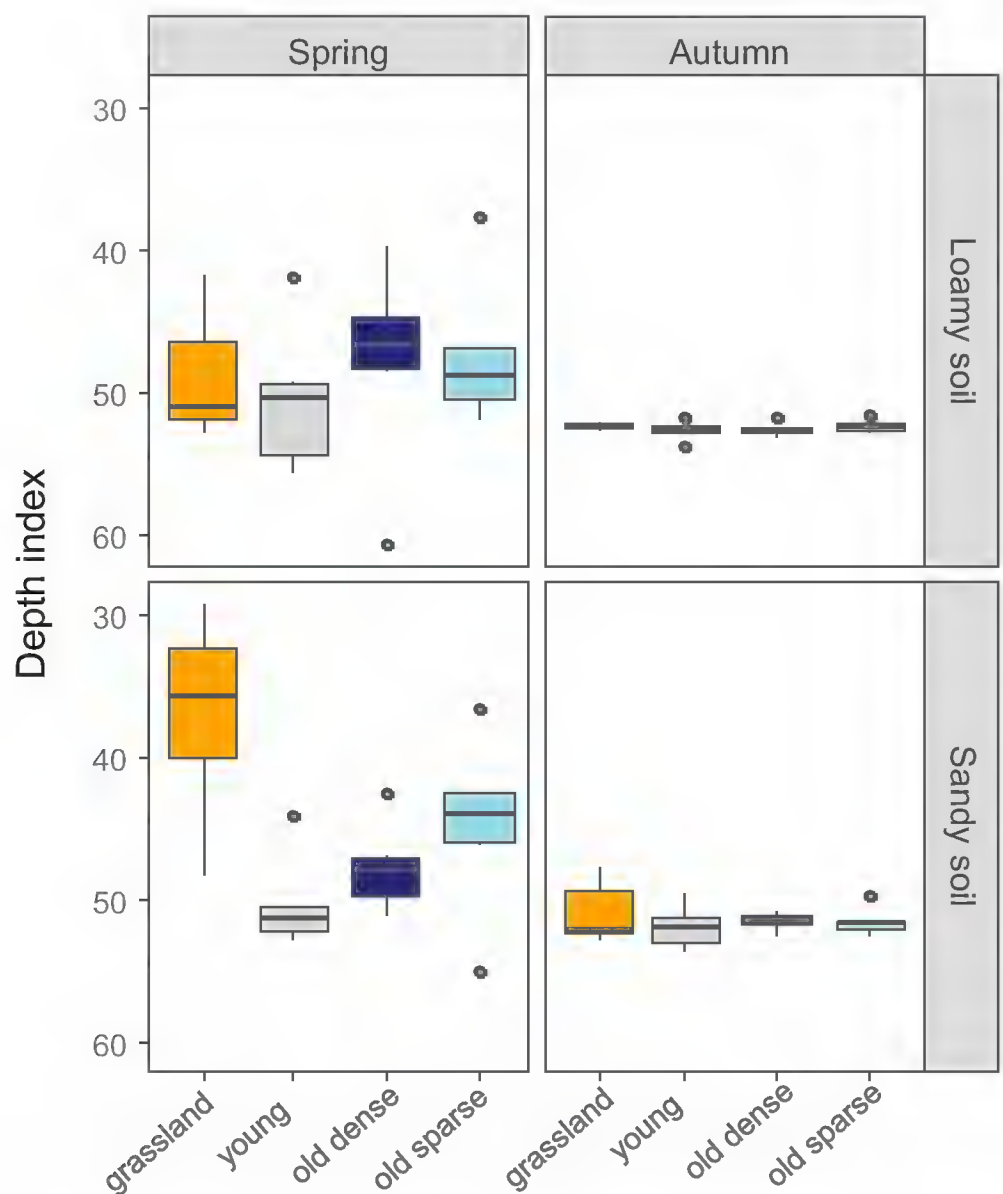 Spring
Autumn
Depth index
30
40
50
60
Loamy soil
30
40
50
60
Sandy soil
grassland
young
old dense
old sparse
grassland
young
old dense
old sparse